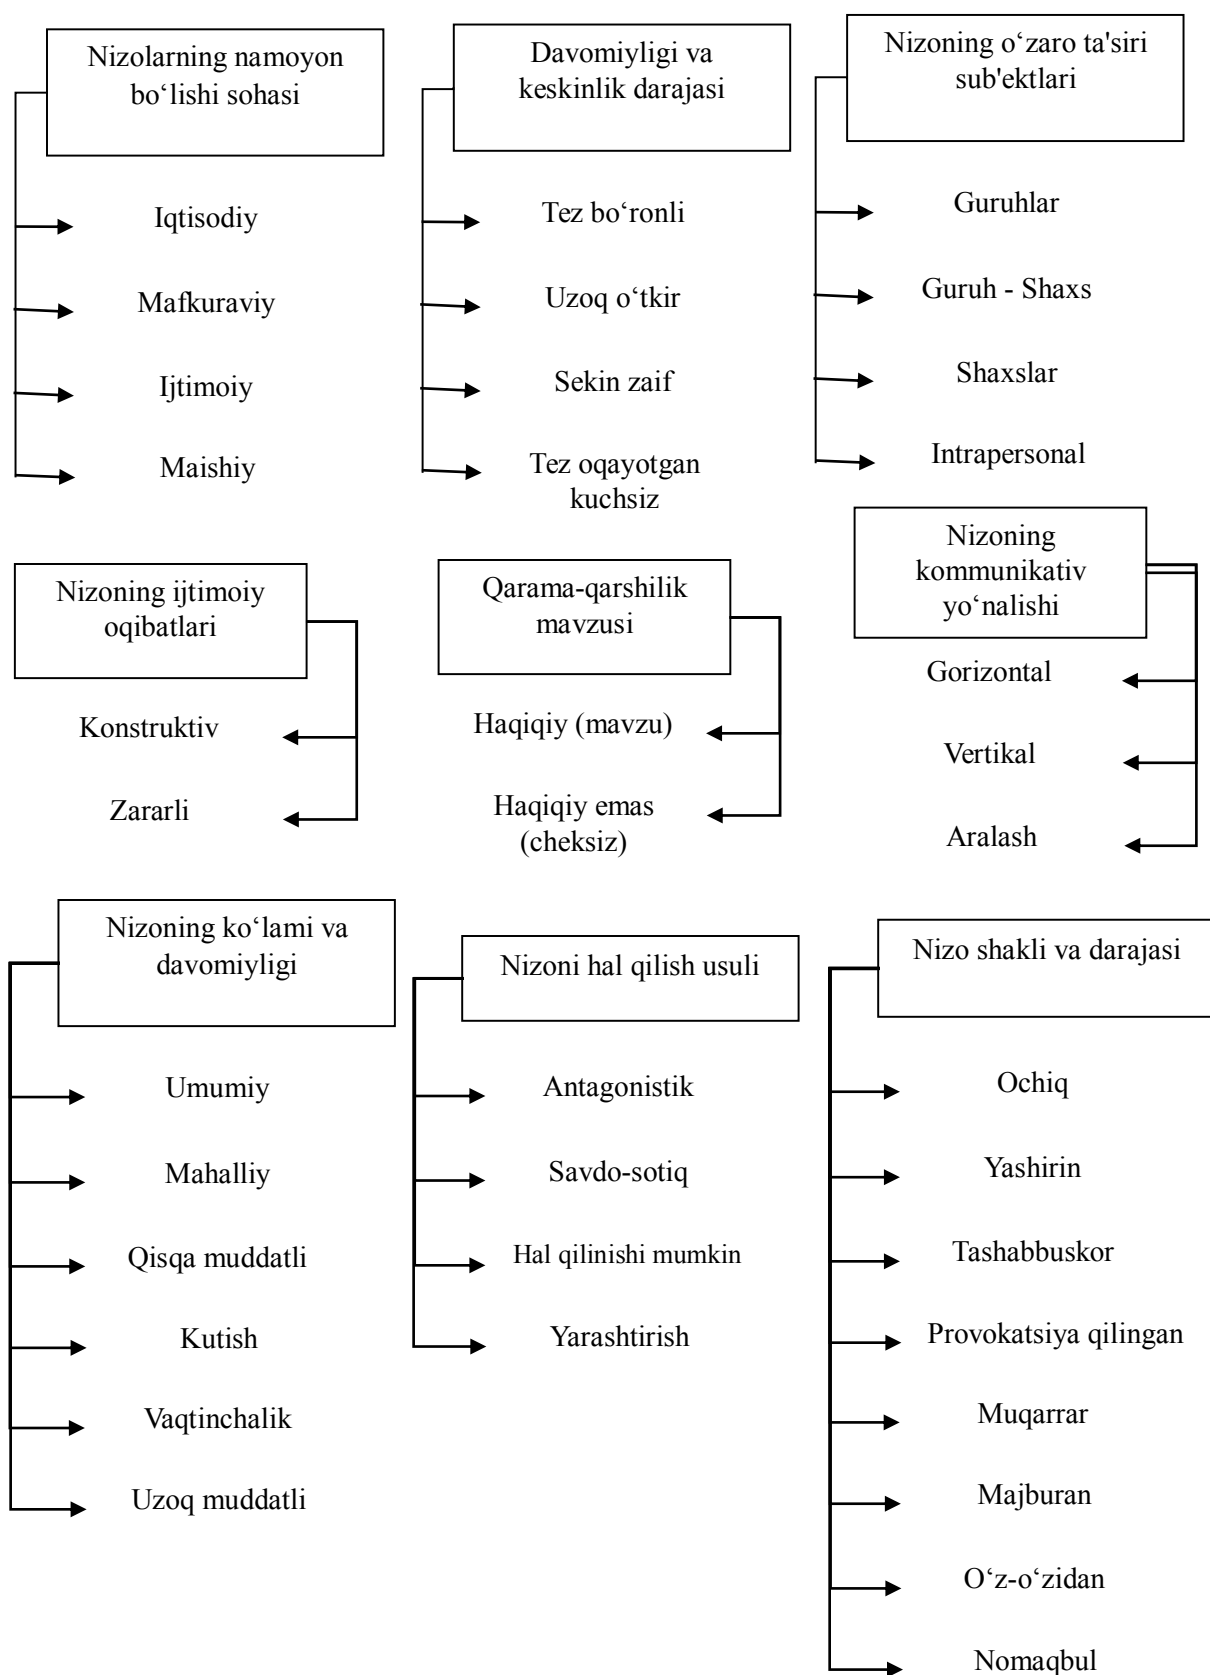 Nizolarning namoyon
bo‘lishi sohasi
Iqtisodiy
Mafkuraviy
Ijtimoiy
Maishiy
Davomiyligi va
keskinlik darajasi
Tez bo‘ronli
Uzoq o‘tkir
Sekin zaif
Tez oqayotgan
kuchsiz
Nizoning o‘zaro ta'siri
sub'ektlari
Guruhlar
Guruh - Shaxs
Shaxslar
Intrapersonal
Nizoning ijtimoiy
oqibatlari
Konstruktiv
Zararli
Qarama-qarshilik
mavzusi
Haqiqiy (mavzu)
Haqiqiy emas
(cheksiz)
Nizoning
kommunikativ
yo‘nalishi
Gorizontal
Vertikal
Aralash
Nizoning ko‘lami va
davomiyligi
Umumiy
Mahalliy
Qisqa muddatli
Kutish
Vaqtinchalik
Uzoq muddatli
Nizoni hal qilish usuli
Antagonistik
Savdo-sotiq
Hal qilinishi mumkin
Yarashtirish
Nizo shakli va darajasi
Ochiq
Yashirin
Tashabbuskor
Provokatsiya qilingan
Muqarrar
Majburan
O‘z-o‘zidan
Nomaqbul